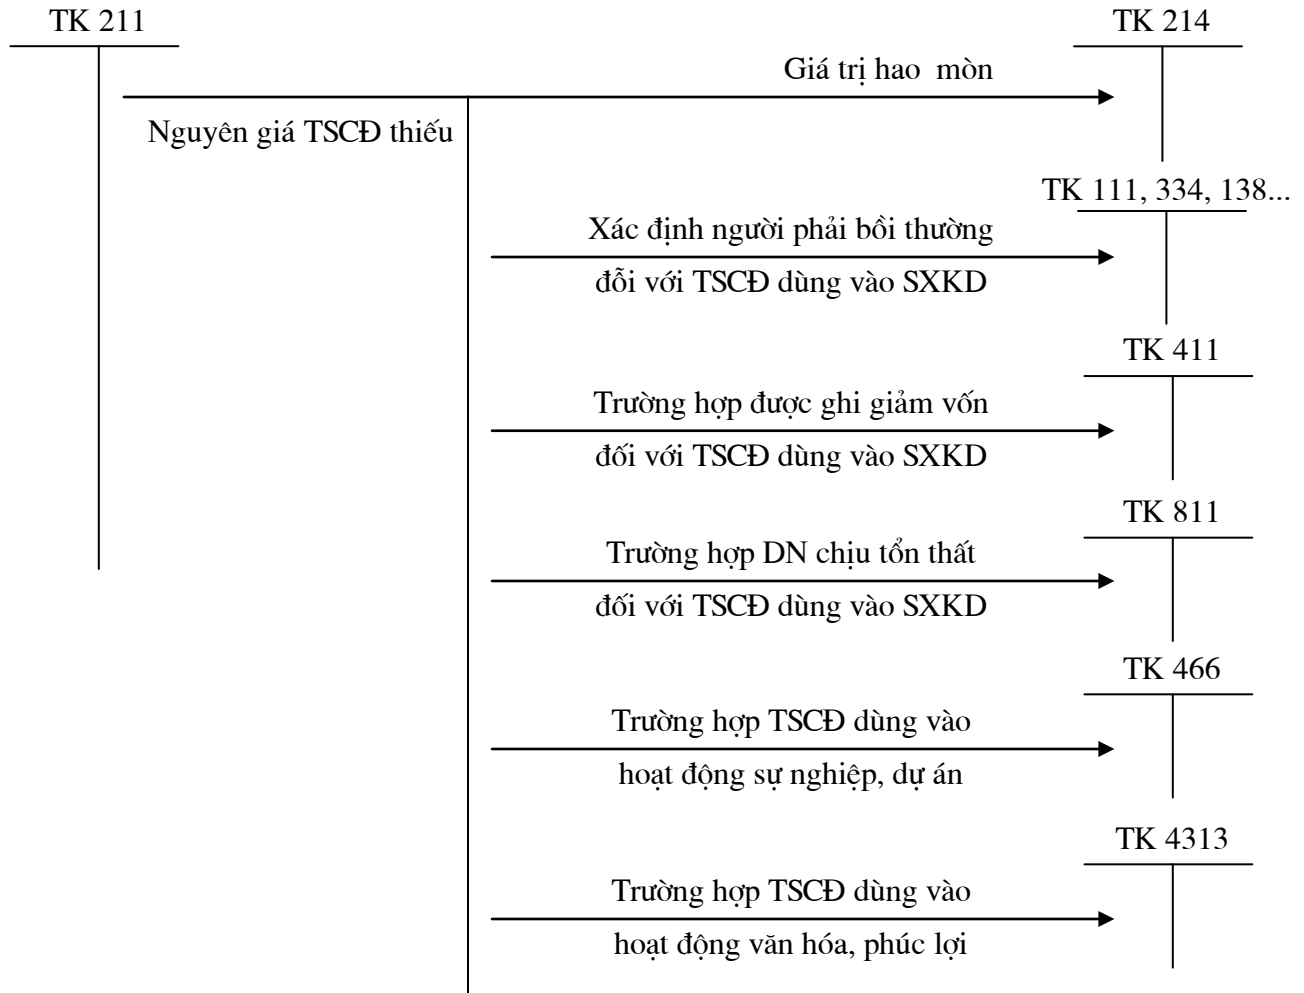 TK 211
TK 214
Giá trị hao mòn
Nguyên giá TSCĐ thiếu
TK 111, 334, 138...
Xác định người phải bồi thường
đỗi với TSCĐ dùng vào SXKD
TK 411
Trường hợp được ghi giảm vốn
đối với TSCĐ dùng vào SXKD
TK 811
Trường hợp DN chịu tổn thất
đối với TSCĐ dùng vào SXKD
TK 466
Trường hợp TSCĐ dùng vào
hoạt động sự nghiệp, dự án
TK 4313
Trường hợp TSCĐ dùng vào
hoạt động văn hóa, phúc lợi